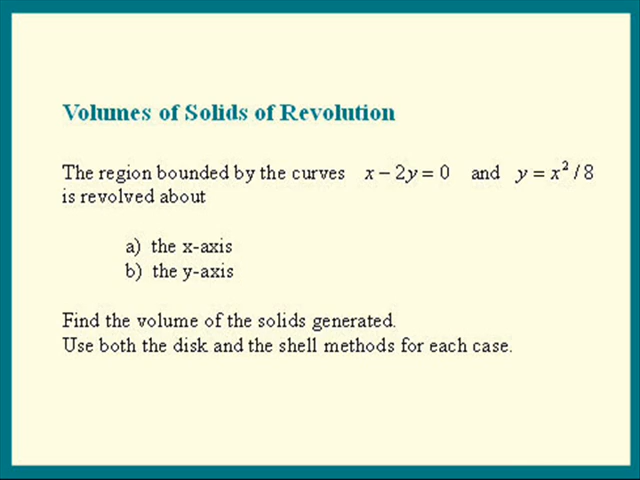 Volumes of Solids of Revolution
The region bounded by the curves x − 2y = 0 and y = x² / 8
is revolved about
a) the x-axis
b) the y-axis
Find the volume of the solids generated.
Use both the disk and the shell methods for each case.